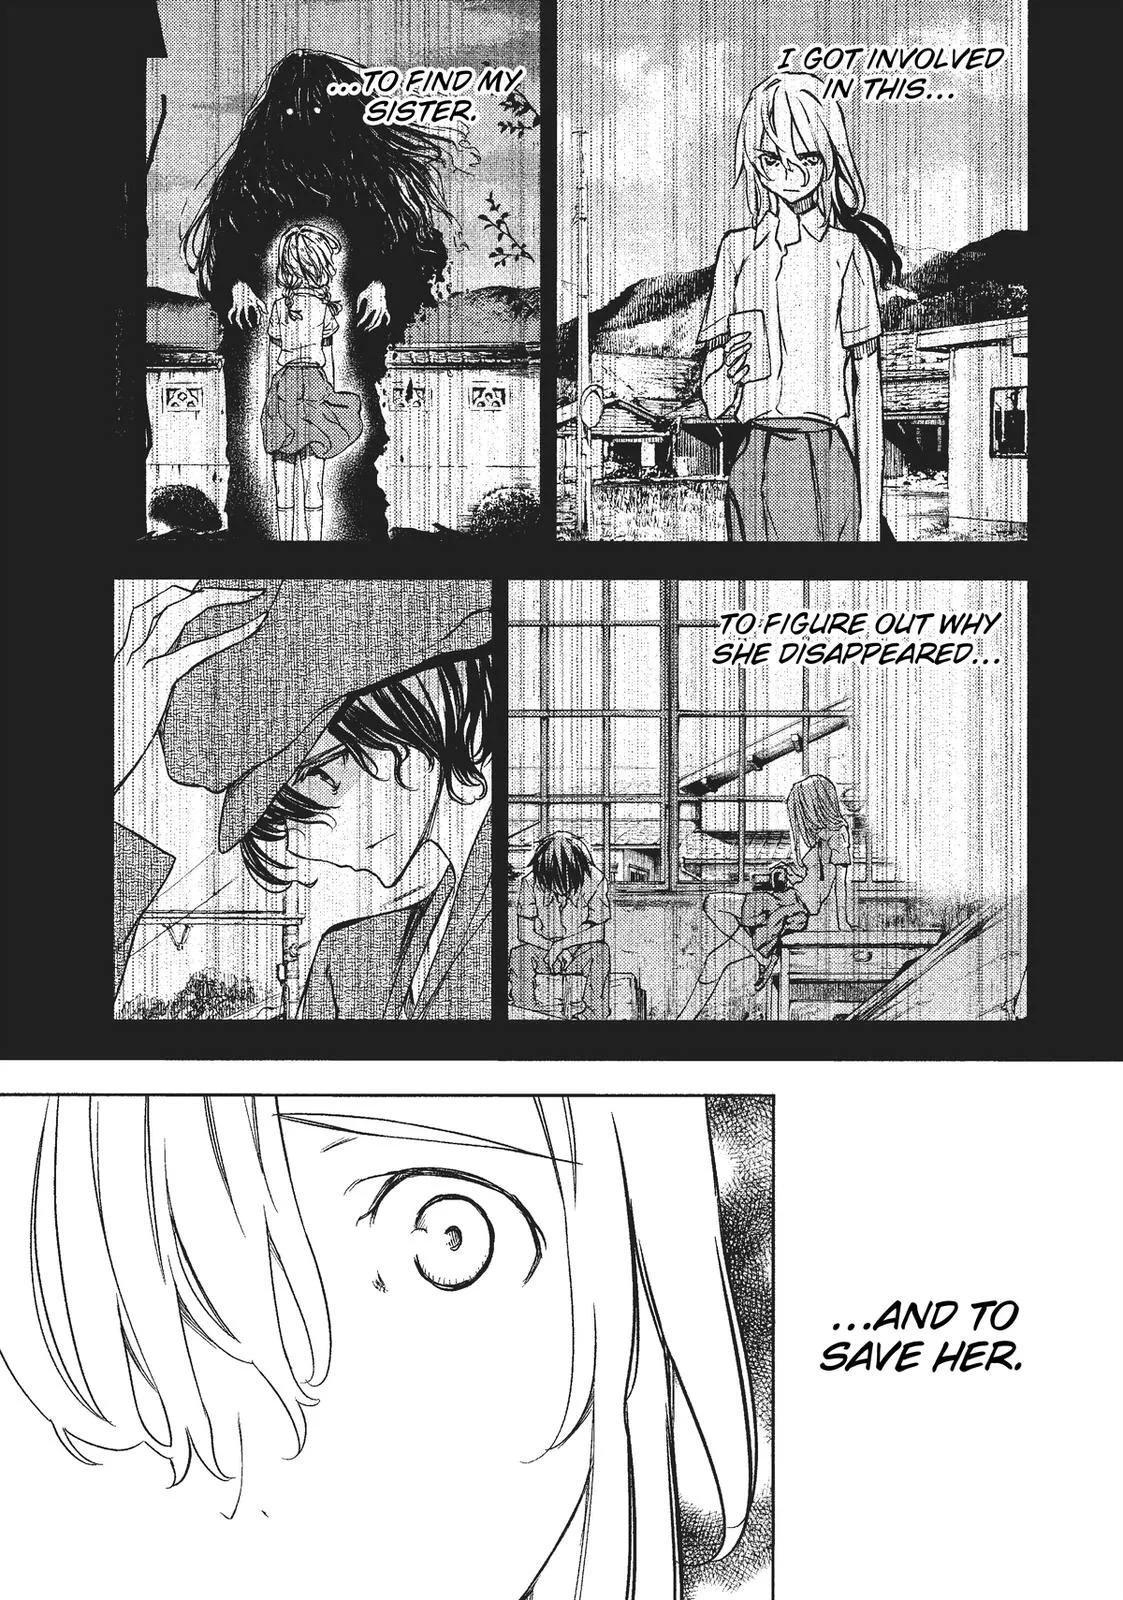 I GOT INVOLVED
IN THIS...
...TO FIND MY
SISTER.
TO FIGURE OUT WHY
SHE DISAPPEARED...
...AND TO
SAVE HER.